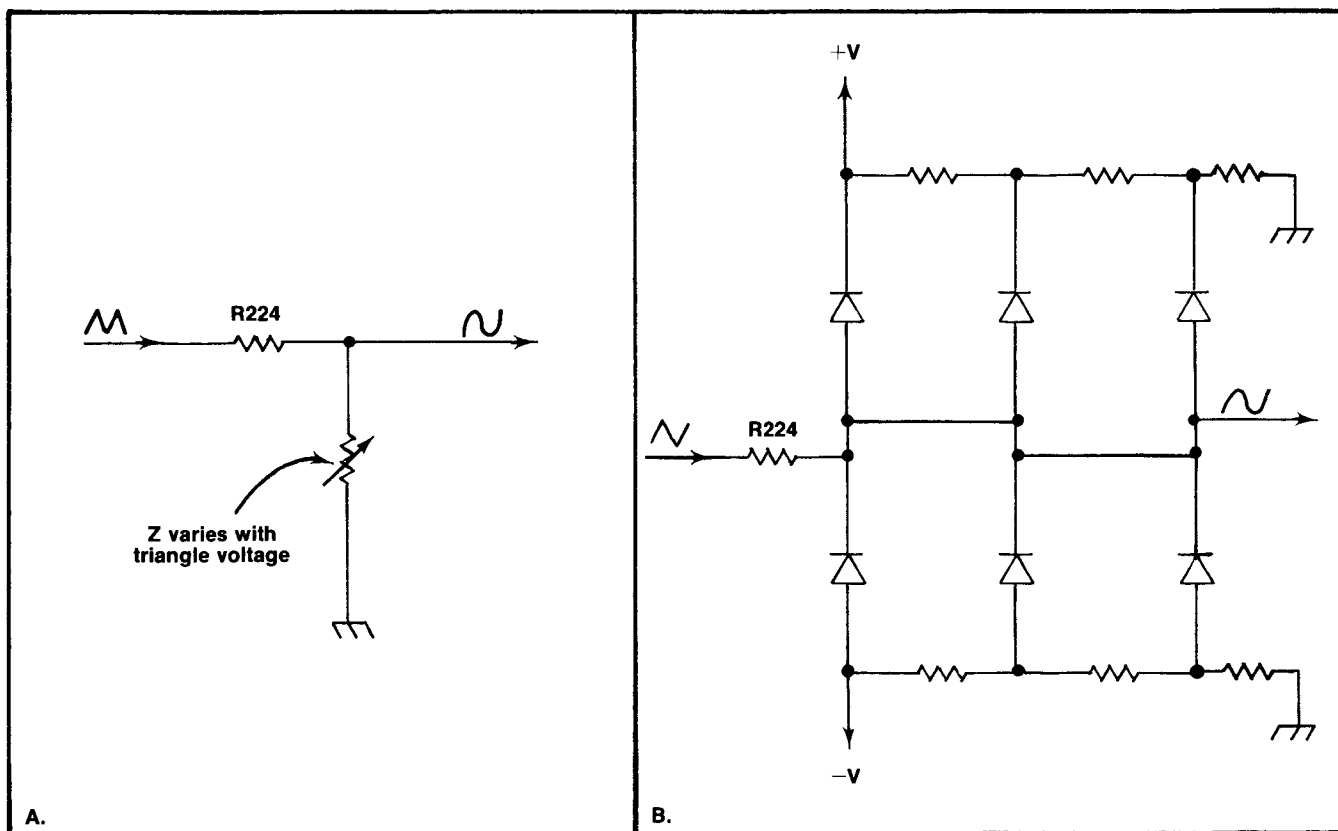 R224
Z varies with
triangle voltage
A.
+V
R224
−V
B.